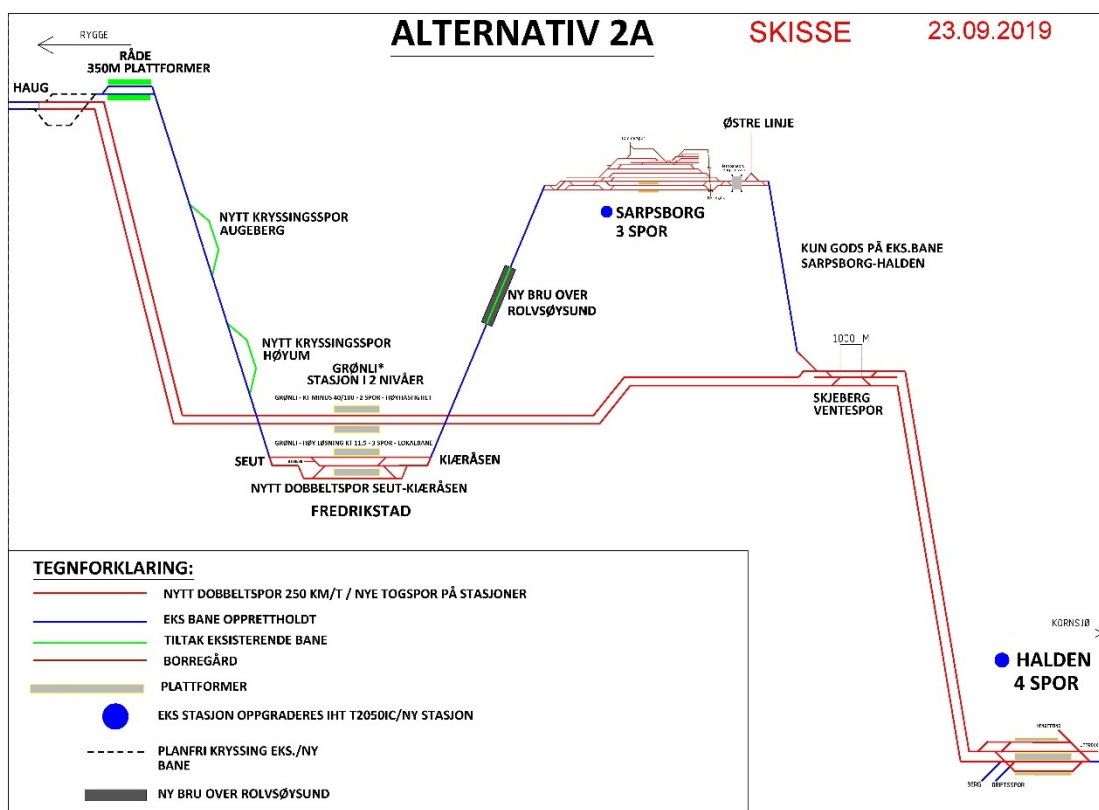 ALTERNATIV 2A
SKISSE
23.09.2019
RYGGE
RÅDE
350M PLATTFORMER
HAUG
ØSTRE LINJE
SARPSBORG
3 SPOR
NYTT KRYSSINGSSPOR
AUGEBERG
KUN GODS PÅ EKS.BANE
SARPSBORG-HALDEN
NY BRU OVER
ROLVSØYSUND
NYTT KRYSSINGSSPOR
HØYUM
1000 M
GRØNLI*
STASJON I 2 NIVÅER
GRØNLI - KT MINUS 40/100 - 2 SPOR - HØYHASTIGHET
SKJEBERG
VENTESPOR
GRØNLI - HØY LØSNING KT 11.5 - 3 SPOR - LOKALBANE
SEUT
KIÆRÅSEN
NYTT DOBBELTSPOR SEUT-KIÆRÅSEN
FREDRIKSTAD
TEGNFORKLARING:
NYTT DOBBELTSPOR 250 KM/T / NYE TOGSPOR PÅ STASJONER
EKS BANE OPPRETTHOLDT
TILTAK EKSISTERENDE BANE
BORREGÅRD
PLATTFORMER
EKS STASJON OPPGRADERES IHT T2050IC/NY STASJON
PLANFRI KRYSSING EKS./NY
BANE
NY BRU OVER ROLVSØYSUND
KORNSJØ
HALDEN
4 SPOR
BERG
DRIFTSSPOR